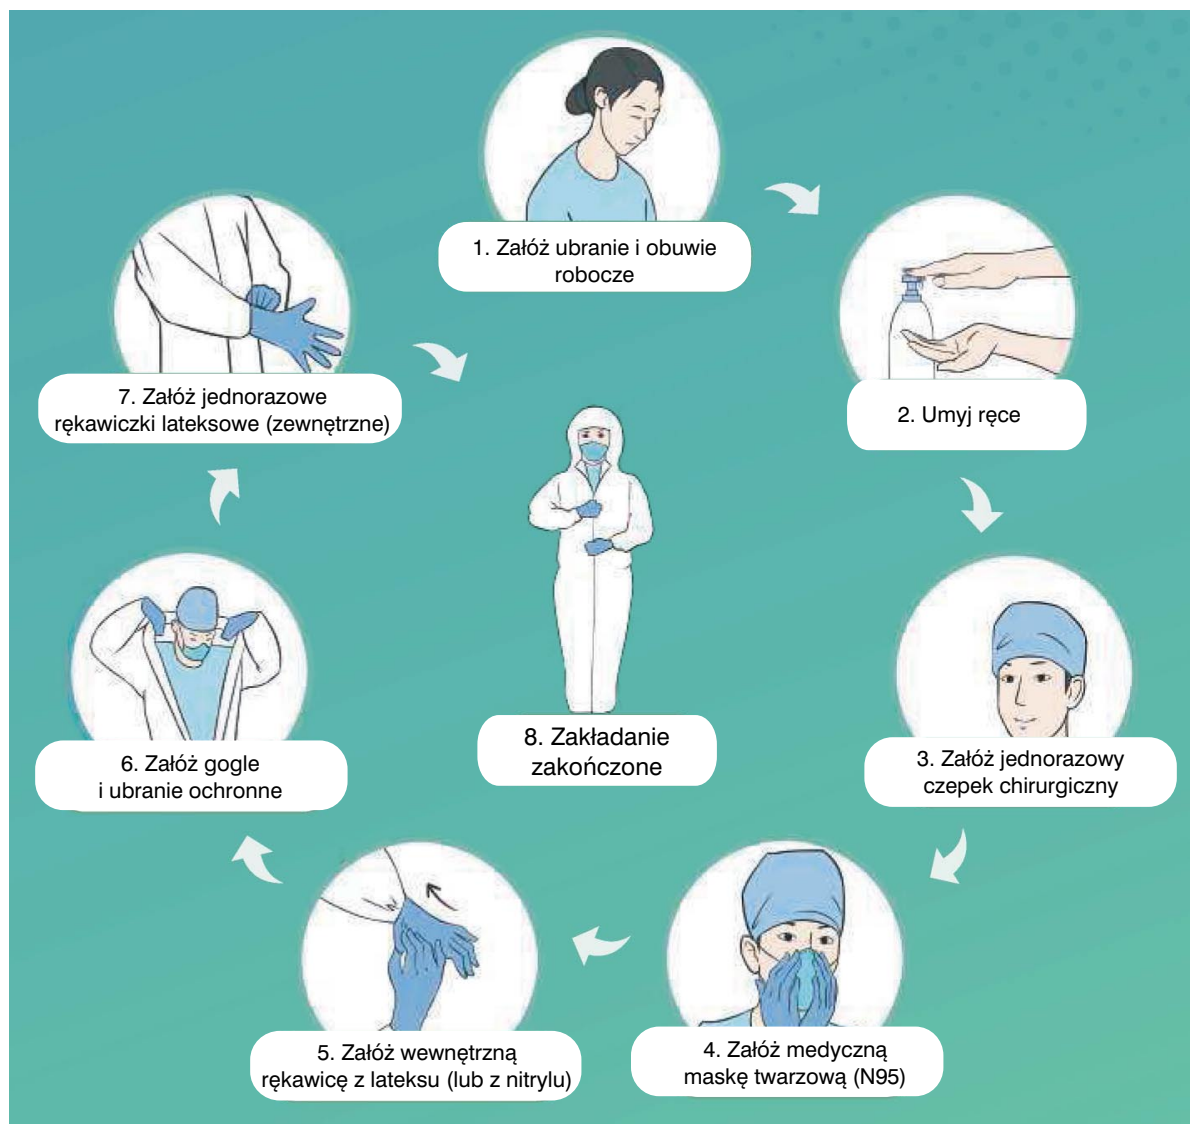 1. Załóż ubranie i obuwie
robocze
2. Umyj ręce
3. Załóż jednorazowy
czepek chirurgiczny
4. Załóż medyczną
maskę twarzową (N95)
5. Załóż wewnętrzną
rękawicę z lateksu (lub z nitrylu)
6. Załóż gogle
i ubranie ochronne
7. Załóż jednorazowe
rękawiczki lateksowe (zewnętrzne)
8. Zakładanie
zakończone